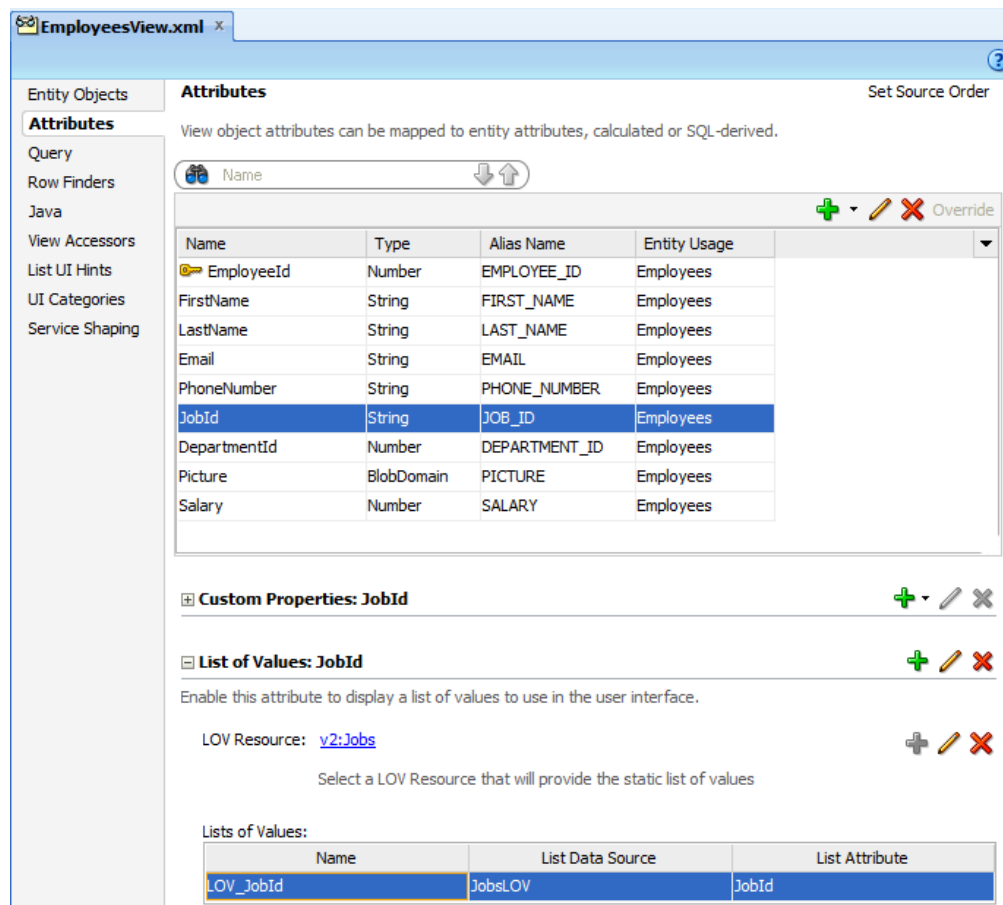 EmployeesView.xml x
Entity Objects
Attributes
Query
Row Finders
Java
View Accessors
List UI Hints
UI Categories
Service Shaping
Attributes Set Source Order
View object attributes can be mapped to entity attributes, calculated or SQL-derived.
Name
Override
Name Type Alias Name Entity Usage
EmployeeId Number EMPLOYEE_ID Employees
FirstName String FIRST_NAME Employees
LastName String LAST_NAME Employees
Email String EMAIL Employees
PhoneNumber String PHONE_NUMBER Employees
JobId String JOB_ID Employees
DepartmentId Number DEPARTMENT_ID Employees
Picture BlobDomain PICTURE Employees
Salary Number SALARY Employees
Custom Properties: JobId
List of Values: JobId
Enable this attribute to display a list of values to use in the user interface.
LOV Resource: v2:Jobs
Select a LOV Resource that will provide the static list of values
Lists of Values:
Name List Data Source List Attribute
LOV_JobId JobsLOV JobId